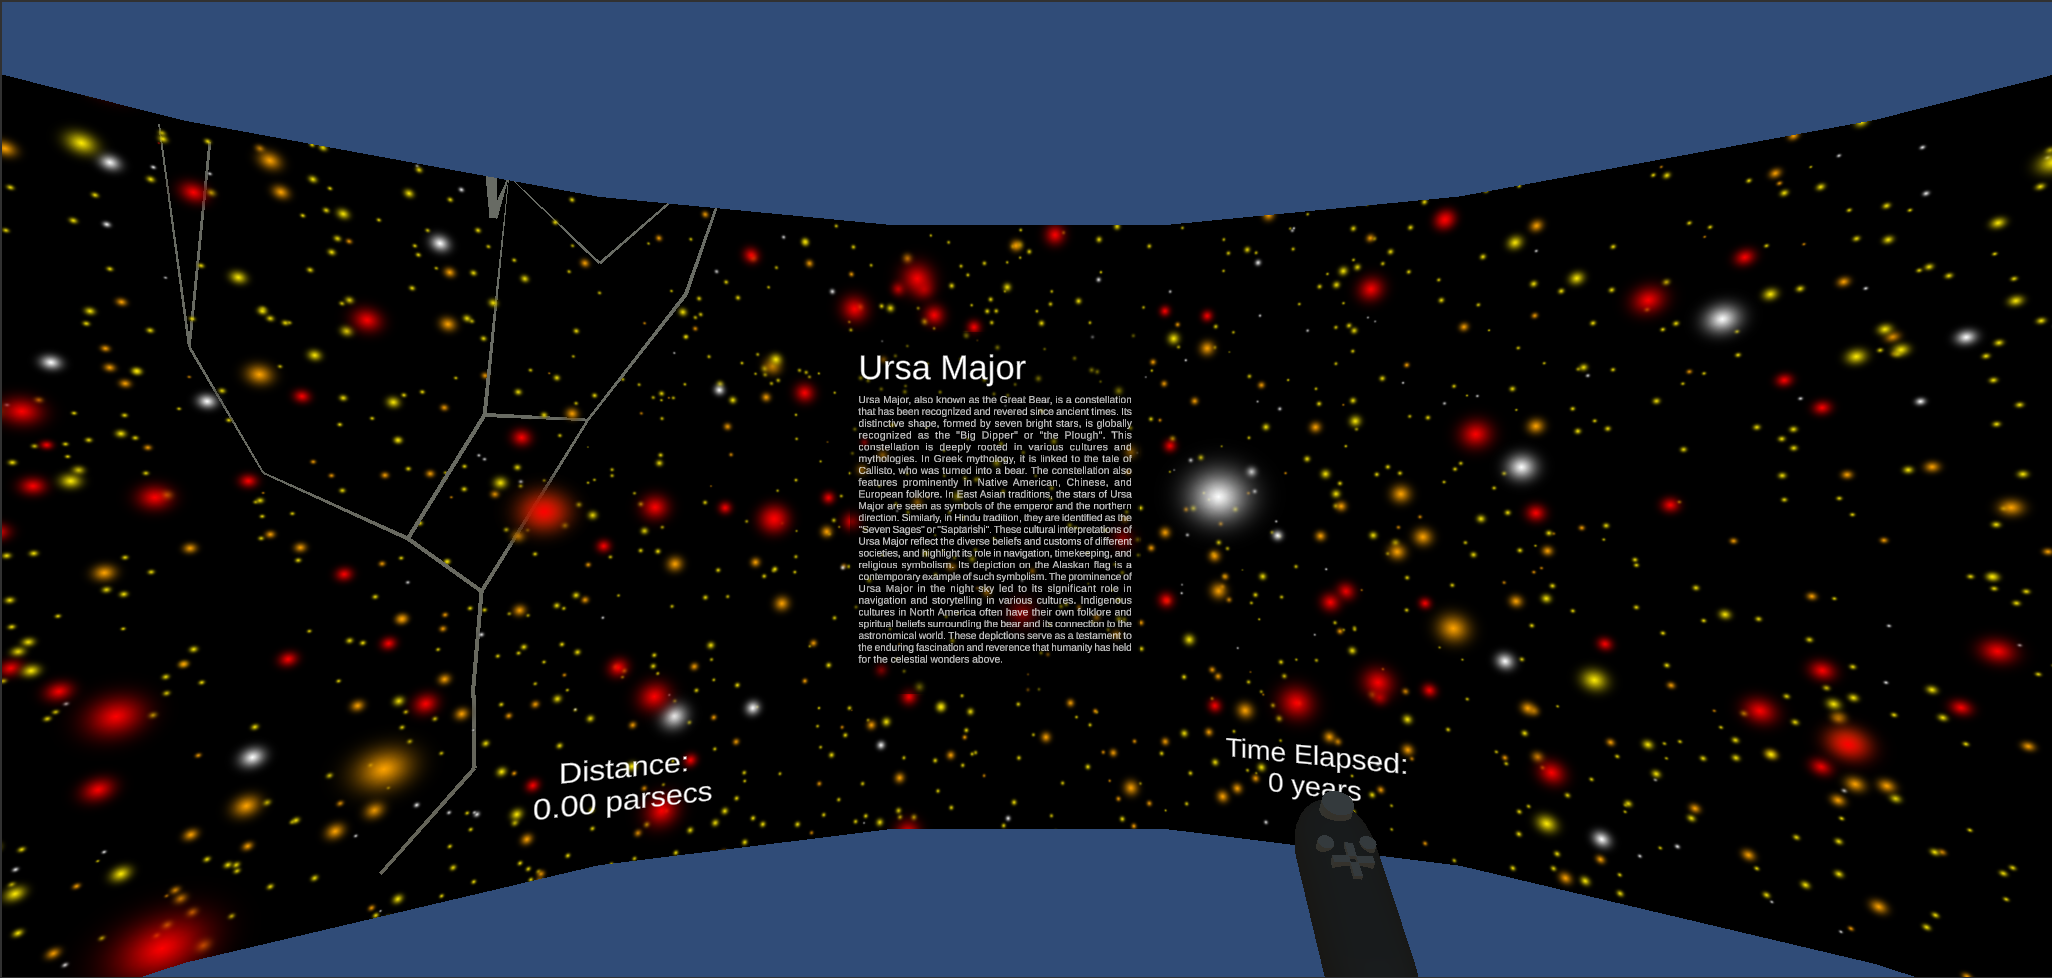 Ursa Major
Ursa Major, also known as the Great Bear, is a constellation
that has been recognized and revered since ancient times. Its
distinctive shape, formed by seven bright stars, is globally
recognized as the "Big Dipper" or "the Plough". This
constellation is deeply rooted in various cultures and
mythologies. In Greek mythology, it is linked to the tale of
Callisto, who was turned into a bear. The constellation also
features prominently in Native American, Chinese, and
European folklore. In East Asian traditions, the stars of Ursa
Major are seen as symbols of the emperor and the northern
direction. Similarly, in Hindu tradition, they are identified as the
"Seven Sages" or "Saptarishi". These cultural interpretations of
Ursa Major reflect the diverse beliefs and customs of different
societies, and highlight its role in navigation, timekeeping, and
religious symbolism. Its depiction on the Alaskan flag is a
contemporary example of such symbolism. The prominence of
Ursa Major in the night sky led to its significant role in
navigation and storytelling in various cultures. Indigenous
cultures in North America often have their own folklore and
spiritual beliefs surrounding the bear and its connection to the
astronomical world. These depictions serve as a testament to
the enduring fascination and reverence that humanity has held
for the celestial wonders above.
Distance:
0.00 parsecs
Time Elapsed:
0 years